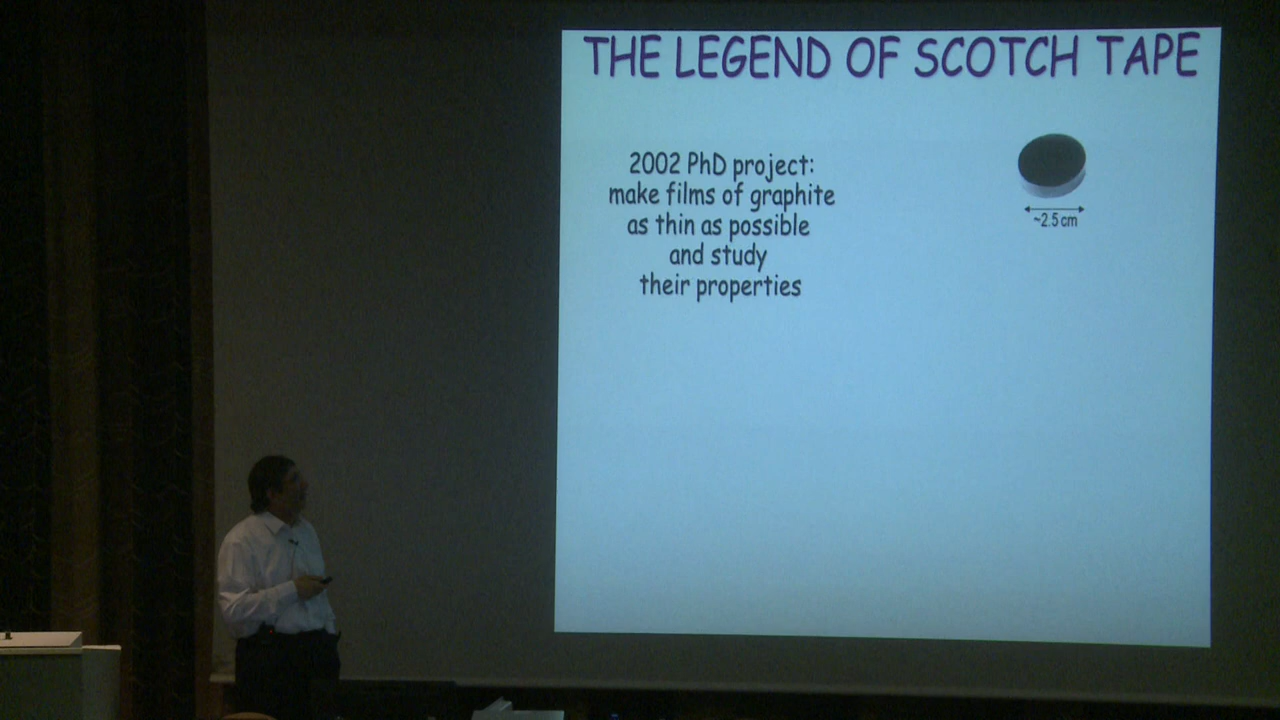 THE LEGEND OF SCOTCH TAPE
2002 PhD project:
make films of graphite
as thin as possible
and study
their properties
~2.5 cm